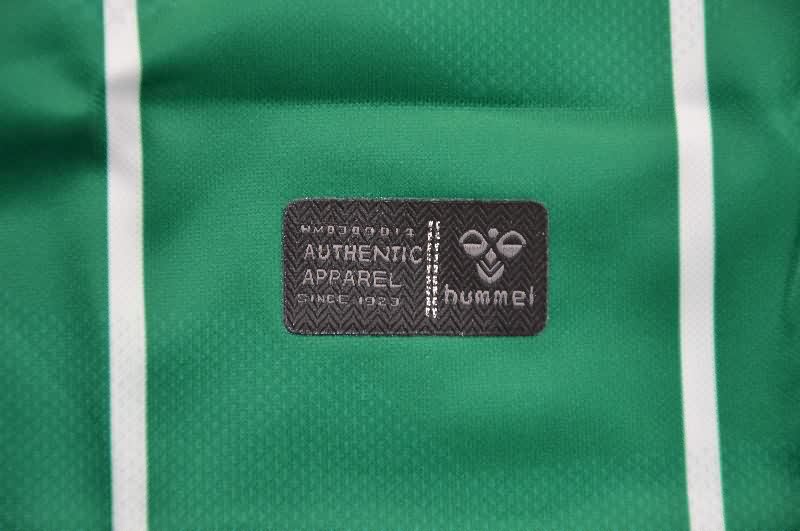 AUTHENTIC
APPAREL
SINCE 1923
hummel